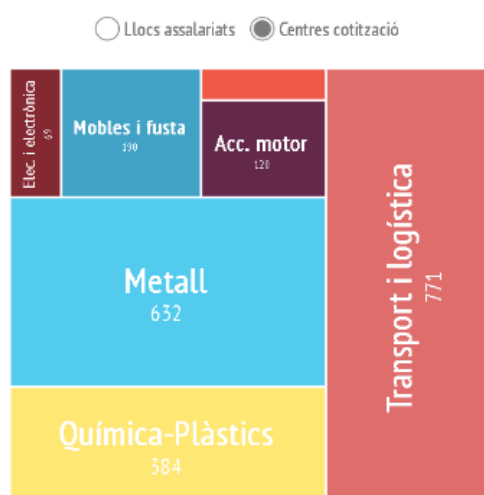 Llocs assalariats
Centres cotització
Elec. i electrònica
69
Mobles i fusta
190
Acc. motor
120
Transport i logística
771
Metall
632
Química-Plàstics
384